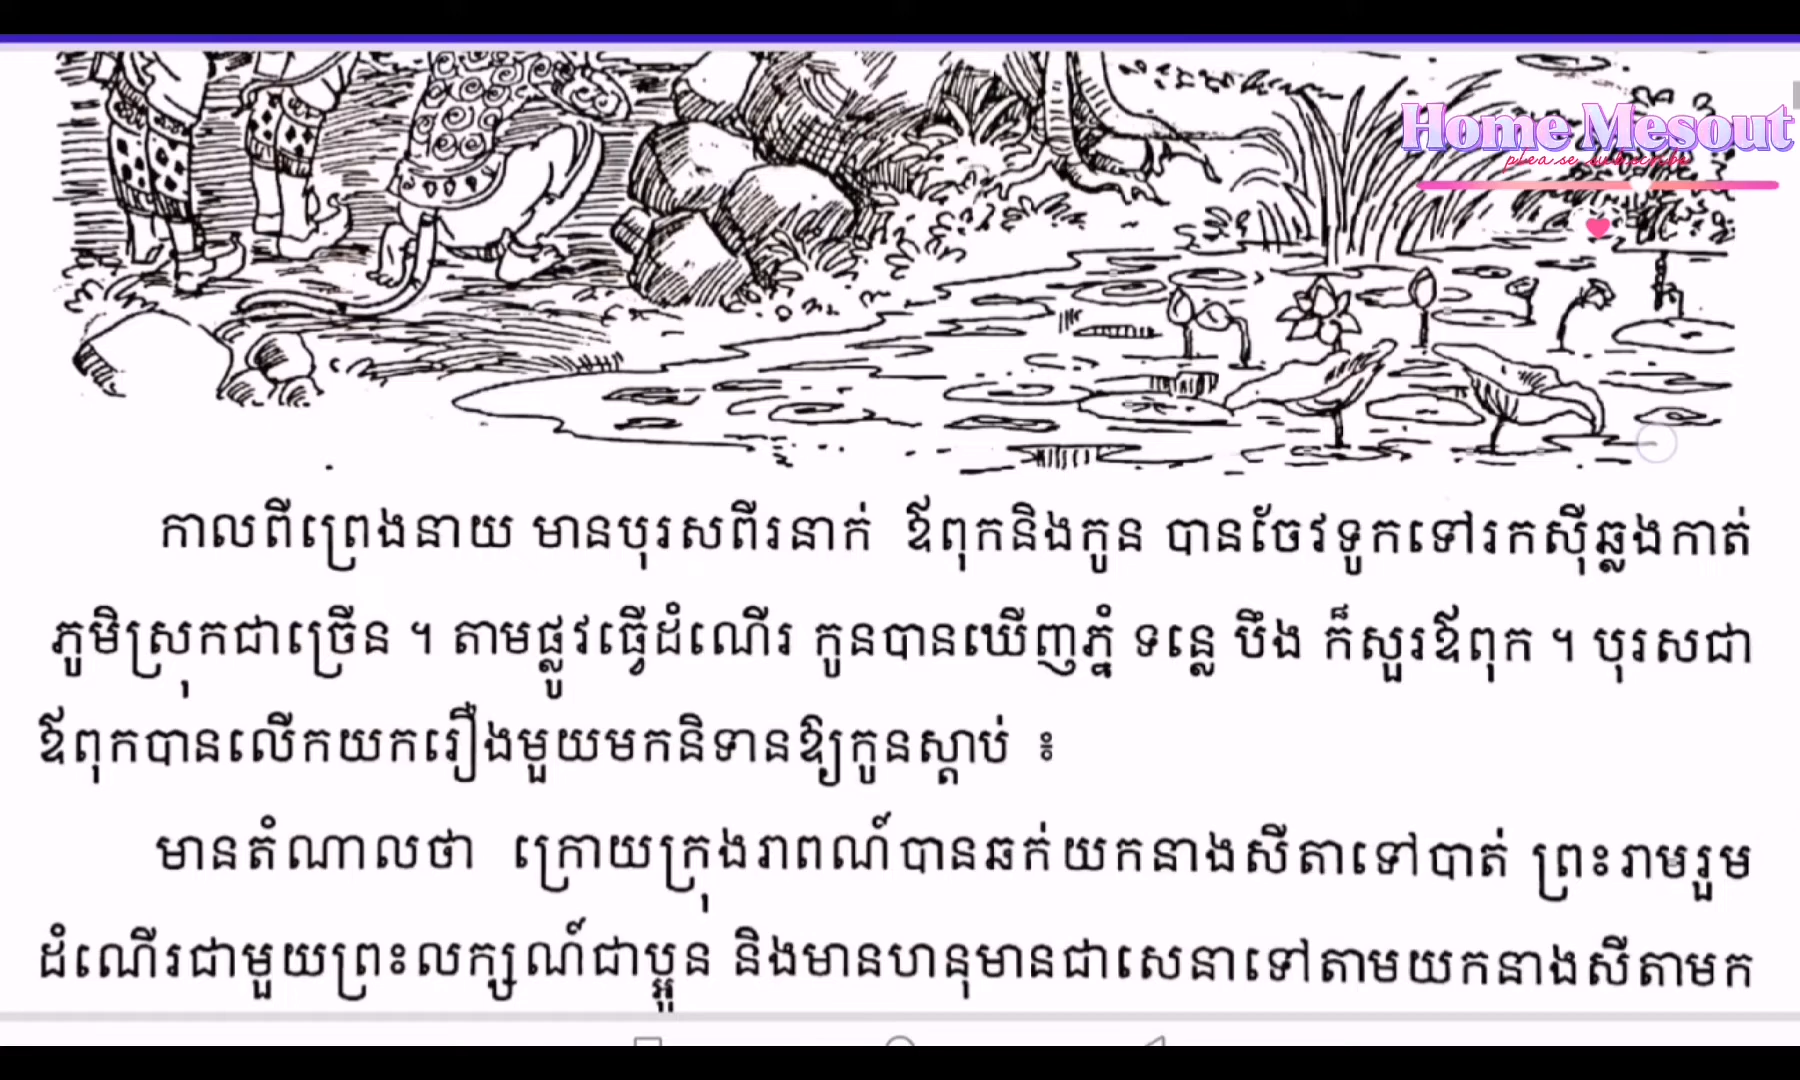 Home Mesout
please subscribe
កាលពីព្រេងនាយ មានបុរសពីរនាក់ ឪពុកនិងកូន បានចែវទូកទៅរកស៊ីឆ្លងកាត់
ភូមិស្រុកជាច្រើន ។ តាមផ្លូវធ្វើដំណើរ កូនបានឃើញភ្នំ ទន្លេ បឹង ក៏សួរឪពុក ។ បុរសជា
ឪពុកបានលើកយករឿងមួយមកនិទានឱ្យកូនស្តាប់ ៖
មានតំណាលថា ក្រោយក្រុងរាពណ៍បានឆក់យកនាងសីតាទៅបាត់ ព្រះរាមរួម
ដំណើរជាមួយព្រះលក្សណ៍ជាប្អូន និងមានហនុមានជាសេនាទៅតាមយកនាងសីតាមក